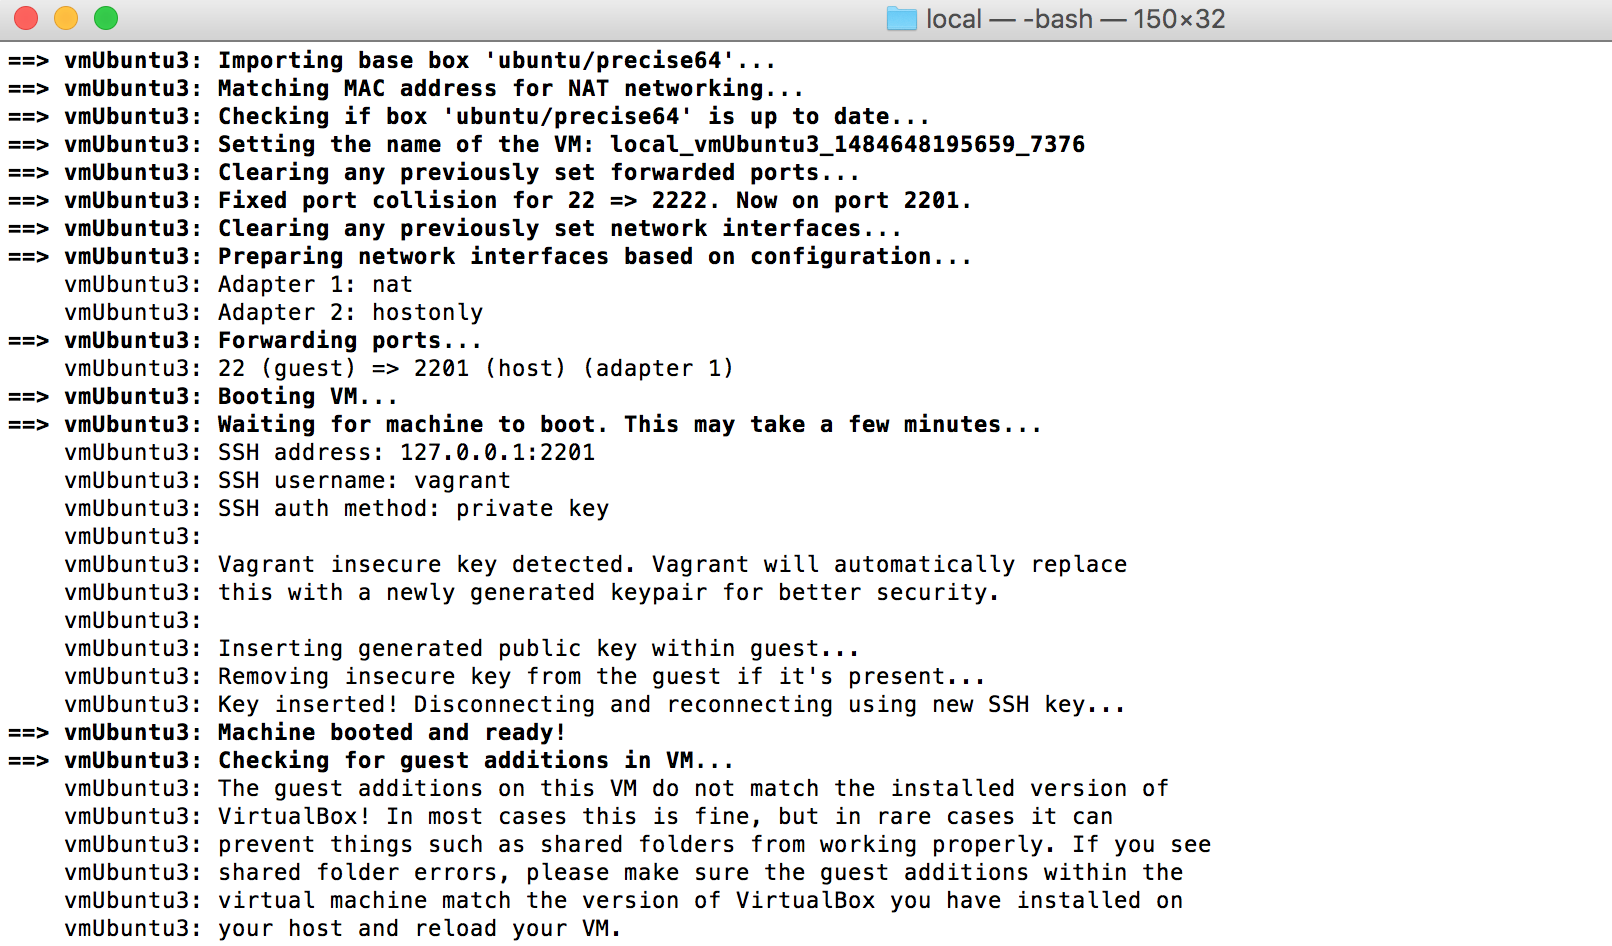 local — -bash — 150×32
==> vmUbuntu3: Importing base box 'ubuntu/precise64'...
==> vmUbuntu3: Matching MAC address for NAT networking...
==> vmUbuntu3: Checking if box 'ubuntu/precise64' is up to date...
==> vmUbuntu3: Setting the name of the VM: local_vmUbuntu3_1484648195659_7376
==> vmUbuntu3: Clearing any previously set forwarded ports...
==> vmUbuntu3: Fixed port collision for 22 => 2222. Now on port 2201.
==> vmUbuntu3: Clearing any previously set network interfaces...
==> vmUbuntu3: Preparing network interfaces based on configuration...
    vmUbuntu3: Adapter 1: nat
    vmUbuntu3: Adapter 2: hostonly
==> vmUbuntu3: Forwarding ports...
    vmUbuntu3: 22 (guest) => 2201 (host) (adapter 1)
==> vmUbuntu3: Booting VM...
==> vmUbuntu3: Waiting for machine to boot. This may take a few minutes...
    vmUbuntu3: SSH address: 127.0.0.1:2201
    vmUbuntu3: SSH username: vagrant
    vmUbuntu3: SSH auth method: private key
    vmUbuntu3:
    vmUbuntu3: Vagrant insecure key detected. Vagrant will automatically replace
    vmUbuntu3: this with a newly generated keypair for better security.
    vmUbuntu3:
    vmUbuntu3: Inserting generated public key within guest...
    vmUbuntu3: Removing insecure key from the guest if it's present...
    vmUbuntu3: Key inserted! Disconnecting and reconnecting using new SSH key...
==> vmUbuntu3: Machine booted and ready!
==> vmUbuntu3: Checking for guest additions in VM...
    vmUbuntu3: The guest additions on this VM do not match the installed version of
    vmUbuntu3: VirtualBox! In most cases this is fine, but in rare cases it can
    vmUbuntu3: prevent things such as shared folders from working properly. If you see
    vmUbuntu3: shared folder errors, please make sure the guest additions within the
    vmUbuntu3: virtual machine match the version of VirtualBox you have installed on
    vmUbuntu3: your host and reload your VM.